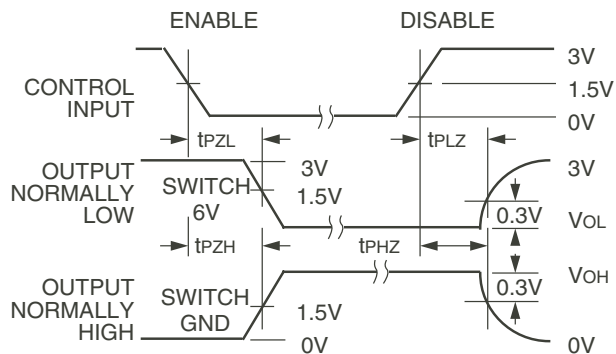 ENABLE DISABLE
3V
CONTROL INPUT 1.5V
0V
tPZL tPLZ
OUTPUT NORMALLY LOW
SWITCH 6V
3V
1.5V
3V
0.3V VOL
tPZH tPHZ
OUTPUT NORMALLY HIGH
SWITCH GND
1.5V
0V
VOH
0.3V
0V